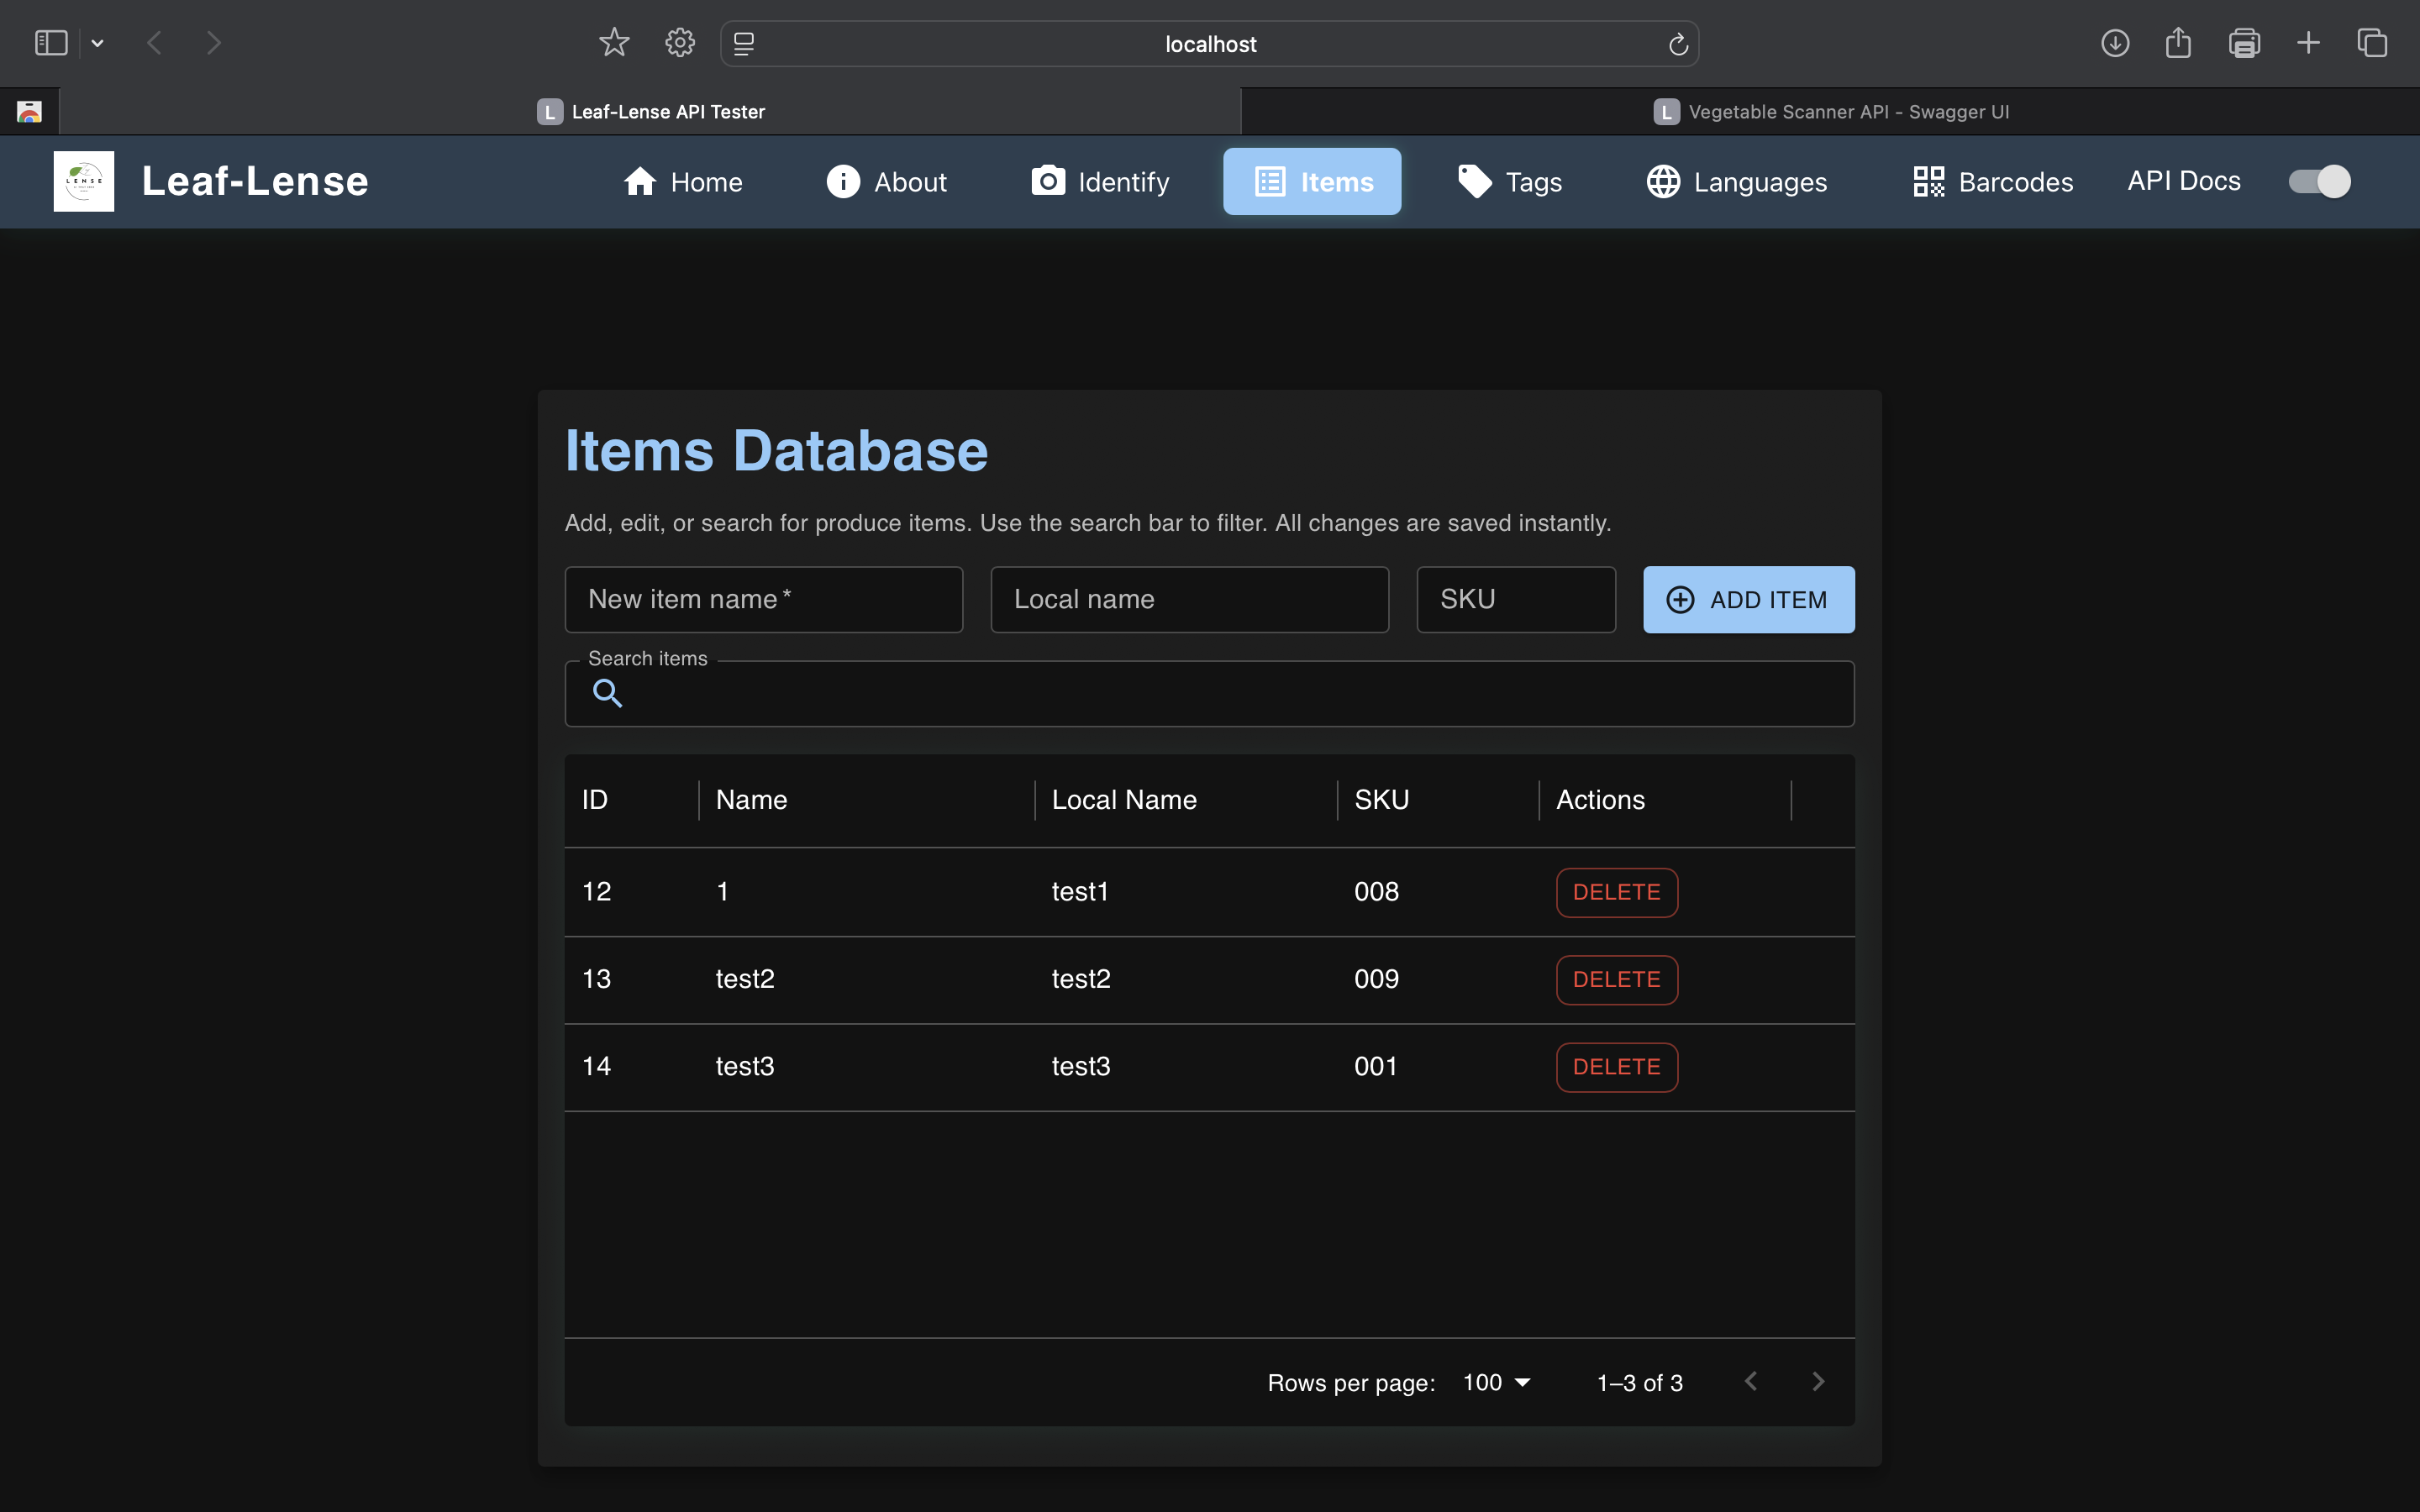 localhost
L Leaf-Lense API Tester
L Vegetable Scanner API - Swagger UI
LENSE
Leaf-Lense
Home
About
Identify
Items
Tags
Languages
Barcodes
API Docs
Items Database
Add, edit, or search for produce items. Use the search bar to filter. All changes are saved instantly.
New item name *
Local name
SKU
ADD ITEM
Search items
ID Name Local Name SKU Actions
12 1 test1 008 DELETE
13 test2 test2 009 DELETE
14 test3 test3 001 DELETE
Rows per page: 100 1–3 of 3